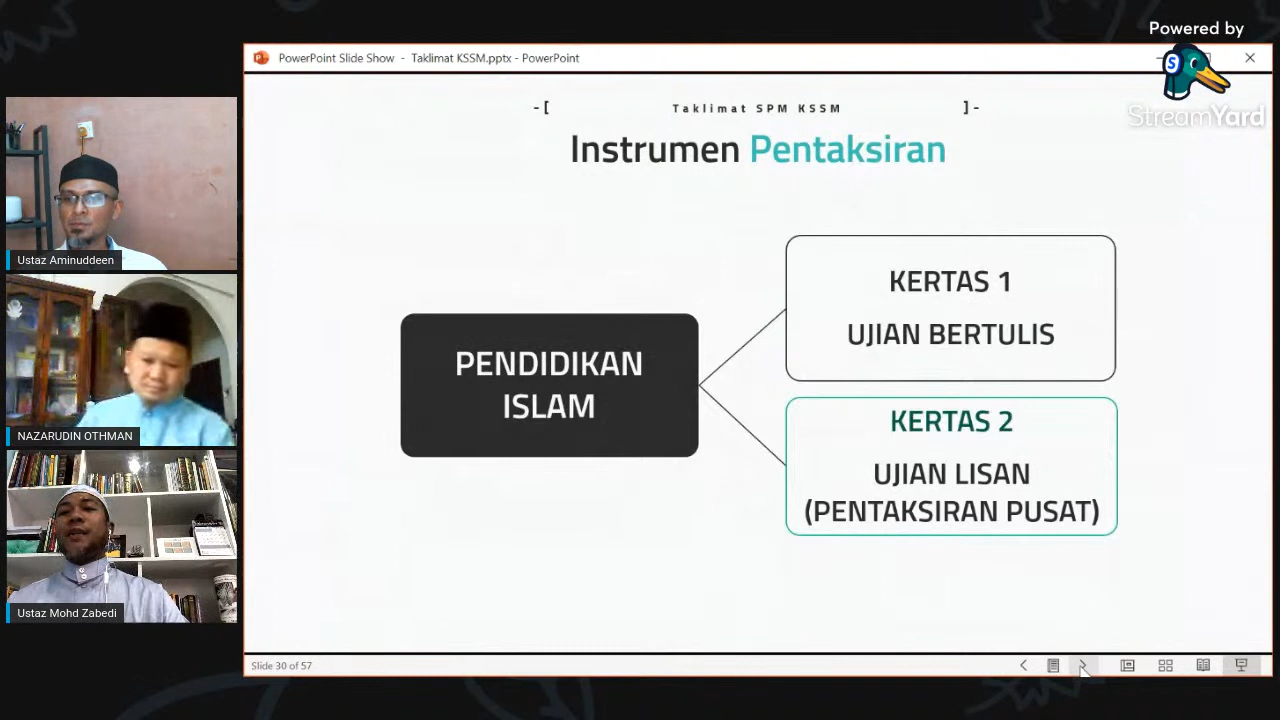 Powered by
StreamYard
PowerPoint Slide Show - Taklimat KSSM.pptx - PowerPoint
-[ Taklimat SPM KSSM ]-
Instrumen Pentaksiran
PENDIDIKAN
ISLAM
KERTAS 1
UJIAN BERTULIS
KERTAS 2
UJIAN LISAN
(PENTAKSIRAN PUSAT)
Ustaz Aminuddeen
NAZARUDIN OTHMAN
Ustaz Mohd Zabedi
Slide 30 of 57